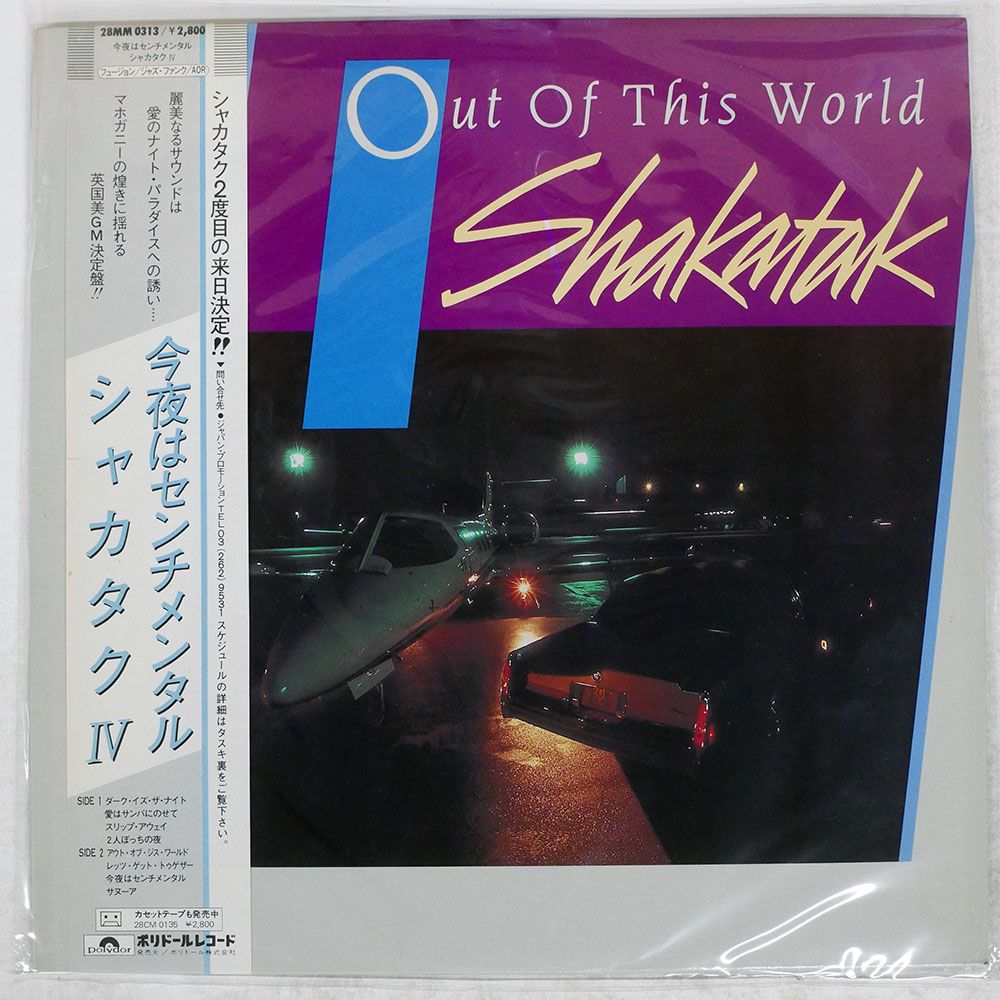 28MM 0313/￥2,800
今夜はセンチメンタル
シャカタク IV
(フュージョン/ジャズ・ファンク/AOR)
シャカタク2度目の来日決定!!▼問い合せ先●ジャパン・プロモーションTEL03(262)9531 スケジュールの詳細はタスキ裏をご覧下さい。
麗美なるサウンドは
愛のナイト・パラダイスへの誘い……
マホガニーの煌きに揺れる
英国美GM決定盤!!
今夜はセンチメンタル
シャカタク IV
SIDE 1 ダーク・イズ・ザ・ナイト
愛はサンバにのせて
スリップ・アウェイ
2人ぼっちの夜
SIDE 2 アウト・オブ・ジス・ワールド
レッツ・ゲット・トゥゲザー
今夜はセンチメンタル
サヌーア
カセットテープも発売中
28CM 0135 ￥2,800
polydor ポリドールレコード
発売元/ポリドール株式会社
Out Of This World
Shakatak